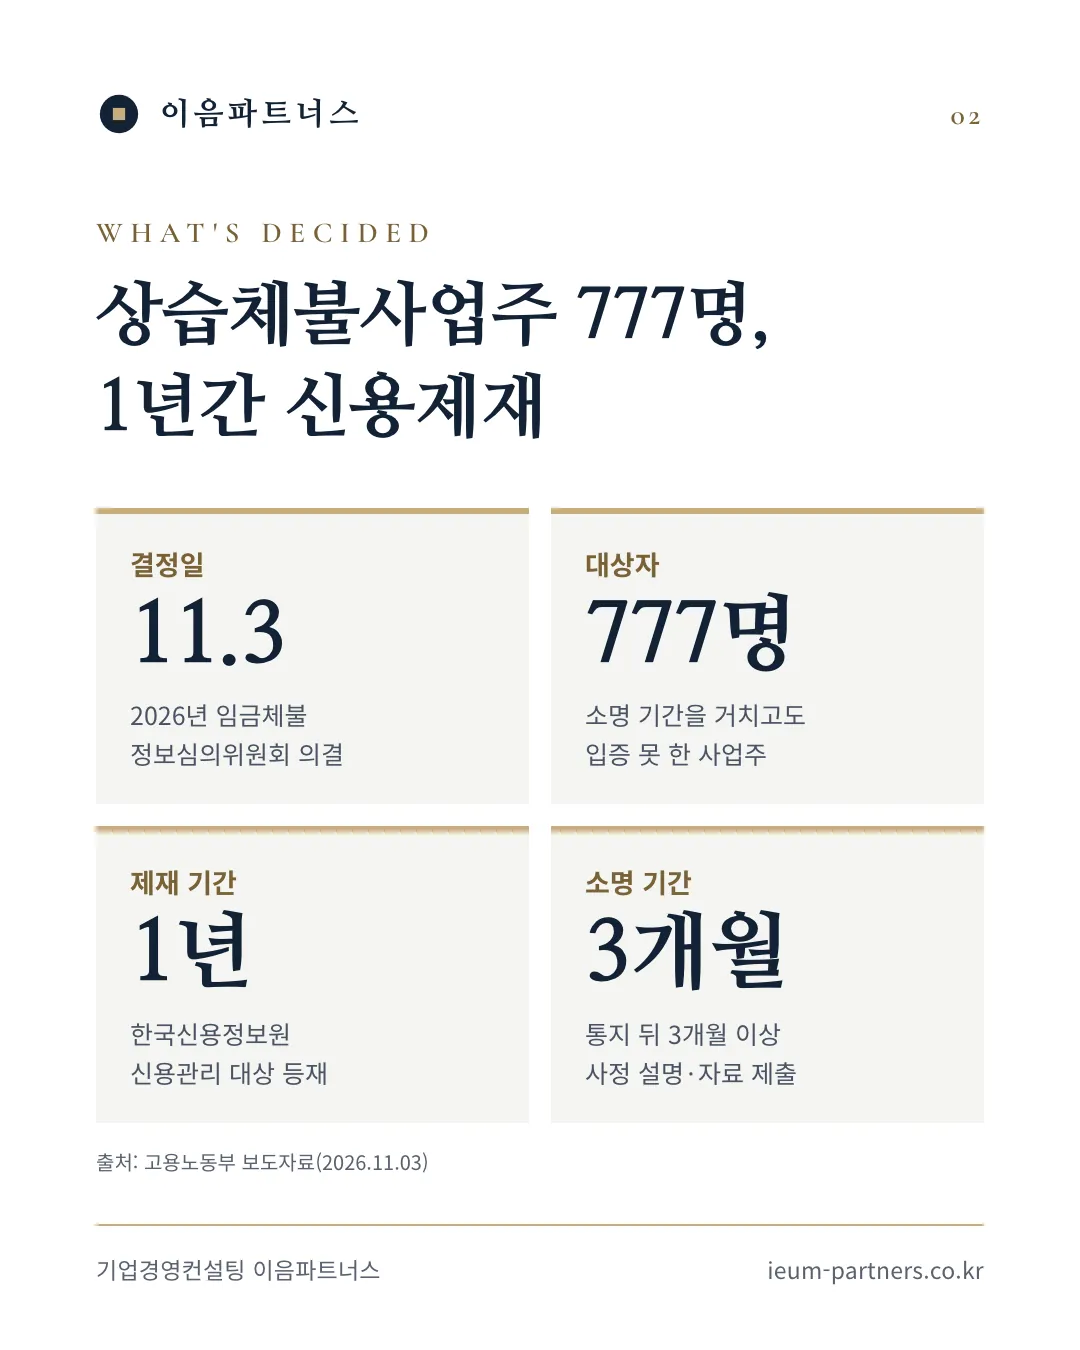 이음파트너스
02
WHAT'S DECIDED
상습체불사업주 777명,
1년간 신용제재
결정일
11.3
2026년 임금체불
정보심의위원회 의결
대상자
777명
소명 기간을 거치고도
입증 못 한 사업주
제재 기간
1년
한국신용정보원
신용관리 대상 등재
소명 기간
3개월
통지 뒤 3개월 이상
사정 설명·자료 제출
출처: 고용노동부 보도자료(2026.11.03)
기업경영컨설팅 이음파트너스
ieum-partners.co.kr